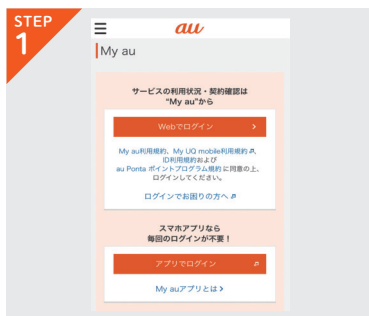 STEP
1
au
My au
サービスの利用状況・契約確認は
"My au"から
Webでログイン
My au利用規約、My UQ mobile利用規約、
ID利用規約および
au Ponta ポイントプログラム規約 に同意の上、
ログインしてください。
ログインでお困りの方へ
スマホアプリなら
毎回のログインが不要！
アプリでログイン
My auアプリとは